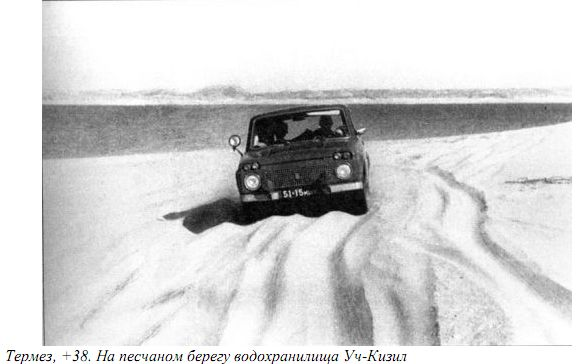 51-15
Термез, +38. На песчаном берегу водохранилища Уч-Кизил